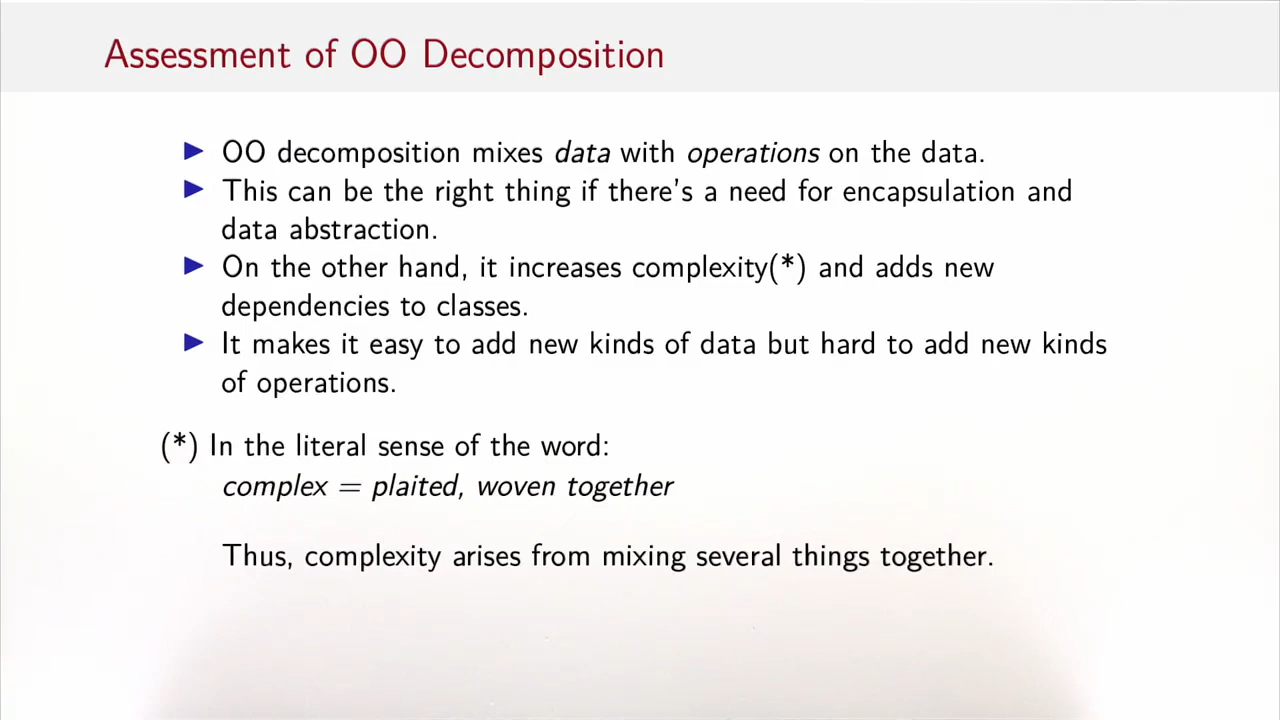 Assessment of OO Decomposition
▶ OO decomposition mixes data with operations on the data.
▶ This can be the right thing if there's a need for encapsulation and
data abstraction.
▶ On the other hand, it increases complexity(*) and adds new
dependencies to classes.
▶ It makes it easy to add new kinds of data but hard to add new kinds
of operations.
(*) In the literal sense of the word:
complex = plaited, woven together
Thus, complexity arises from mixing several things together.